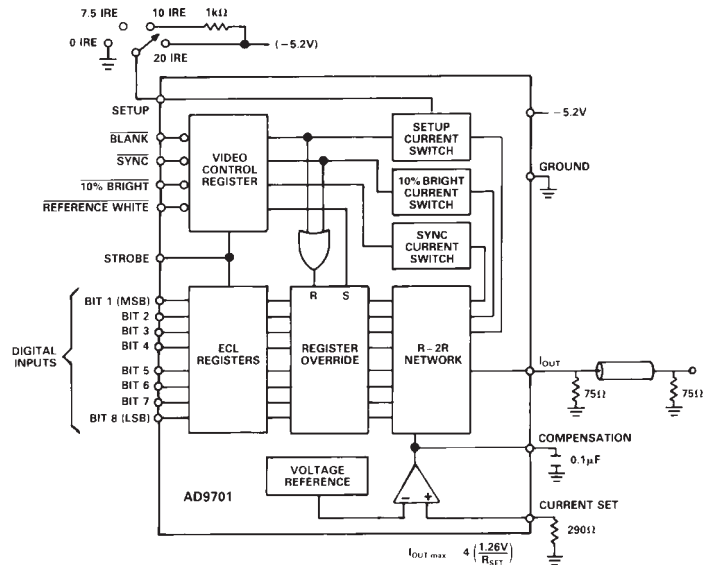 7.5 IRE
10 IRE
1kΩ
0 IRE
20 IRE
(−5.2V)
SETUP
BLANK
SYNC
10% BRIGHT
REFERENCE WHITE
STROBE
VIDEO
CONTROL
REGISTER
SETUP
CURRENT
SWITCH
10% BRIGHT
CURRENT
SWITCH
SYNC
CURRENT
SWITCH
−5.2V
GROUND
DIGITAL
INPUTS
BIT 1 (MSB)
BIT 2
BIT 3
BIT 4
BIT 5
BIT 6
BIT 7
BIT 8 (LSB)
ECL
REGISTERS
R S
REGISTER
OVERRIDE
R−2R
NETWORK
IOUT
75Ω
75Ω
COMPENSATION
0.1μF
VOLTAGE
REFERENCE
− +
AD9701
CURRENT SET
290Ω
IOUT max 4 (1.26V / RSET)